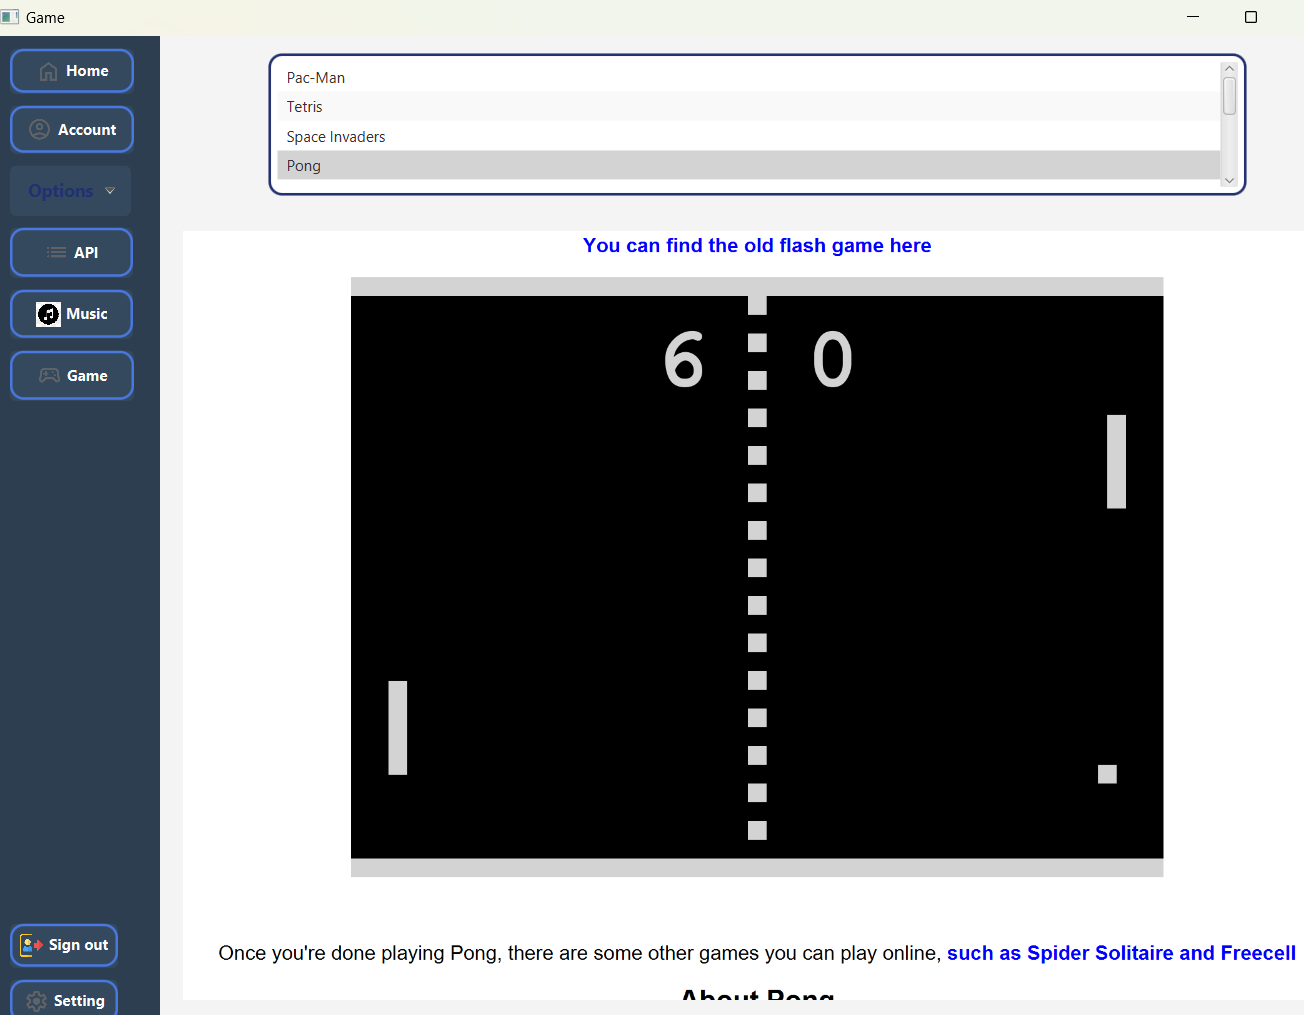 Game
Home
Account
Options
API
Music
Game
Sign out
Setting
Pac-Man
Tetris
Space Invaders
Pong
You can find the old flash game here
6 0
Once you're done playing Pong, there are some other games you can play online, such as Spider Solitaire and Freecell
About Pong